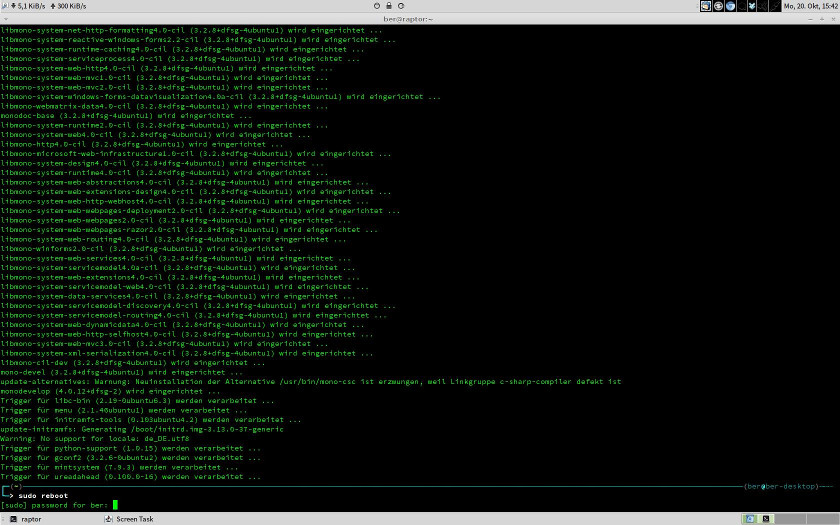 5,1 KiB/s 300 KiB/s Mo, 20. Okt, 15:42
ber@raptor:~
libmono-system-net-http-formatting4.0-cil (3.2.8+dfsg-4ubuntu1) wird eingerichtet ...
libmono-system-reactive-windows-forms2.2-cil (3.2.8+dfsg-4ubuntu1) wird eingerichtet ...
libmono-system-runtime-caching4.0-cil (3.2.8+dfsg-4ubuntu1) wird eingerichtet ...
libmono-system-serviceprocess4.0-cil (3.2.8+dfsg-4ubuntu1) wird eingerichtet ...
libmono-system-web-http4.0-cil (3.2.8+dfsg-4ubuntu1) wird eingerichtet ...
libmono-system-web-mvc1.0-cil (3.2.8+dfsg-4ubuntu1) wird eingerichtet ...
libmono-system-web-mvc2.0-cil (3.2.8+dfsg-4ubuntu1) wird eingerichtet ...
libmono-system-windows-forms-datavisualization4.0a-cil (3.2.8+dfsg-4ubuntu1) wird eingerichtet ...
libmono-webmatrix-data4.0-cil (3.2.8+dfsg-4ubuntu1) wird eingerichtet ...
monodoc-base (3.2.8+dfsg-4ubuntu1) wird eingerichtet ...
libmono-system-runtime2.0-cil (3.2.8+dfsg-4ubuntu1) wird eingerichtet ...
libmono-system-web4.0-cil (3.2.8+dfsg-4ubuntu1) wird eingerichtet ...
libmono-http4.0-cil (3.2.8+dfsg-4ubuntu1) wird eingerichtet ...
libmono-microsoft-web-infrastructure1.0-cil (3.2.8+dfsg-4ubuntu1) wird eingerichtet ...
libmono-system-design4.0-cil (3.2.8+dfsg-4ubuntu1) wird eingerichtet ...
libmono-system-runtime4.0-cil (3.2.8+dfsg-4ubuntu1) wird eingerichtet ...
libmono-system-web-abstractions4.0-cil (3.2.8+dfsg-4ubuntu1) wird eingerichtet ...
libmono-system-web-extensions-design4.0-cil (3.2.8+dfsg-4ubuntu1) wird eingerichtet ...
libmono-system-web-http-webhost4.0-cil (3.2.8+dfsg-4ubuntu1) wird eingerichtet ...
libmono-system-web-webpages-deployment2.0-cil (3.2.8+dfsg-4ubuntu1) wird eingerichtet ...
libmono-system-web-webpages2.0-cil (3.2.8+dfsg-4ubuntu1) wird eingerichtet ...
libmono-system-web-webpages-razor2.0-cil (3.2.8+dfsg-4ubuntu1) wird eingerichtet ...
libmono-system-web-routing4.0-cil (3.2.8+dfsg-4ubuntu1) wird eingerichtet ...
libmono-winforms2.0-cil (3.2.8+dfsg-4ubuntu1) wird eingerichtet ...
libmono-system-web-services4.0-cil (3.2.8+dfsg-4ubuntu1) wird eingerichtet ...
libmono-system-servicemodel4.0a-cil (3.2.8+dfsg-4ubuntu1) wird eingerichtet ...
libmono-system-web-extensions4.0-cil (3.2.8+dfsg-4ubuntu1) wird eingerichtet ...
libmono-system-servicemodel-web4.0-cil (3.2.8+dfsg-4ubuntu1) wird eingerichtet ...
libmono-system-data-services4.0-cil (3.2.8+dfsg-4ubuntu1) wird eingerichtet ...
libmono-system-servicemodel-discovery4.0-cil (3.2.8+dfsg-4ubuntu1) wird eingerichtet ...
libmono-system-servicemodel-routing4.0-cil (3.2.8+dfsg-4ubuntu1) wird eingerichtet ...
libmono-system-web-dynamicdata4.0-cil (3.2.8+dfsg-4ubuntu1) wird eingerichtet ...
libmono-system-web-http-selfhost4.0-cil (3.2.8+dfsg-4ubuntu1) wird eingerichtet ...
libmono-system-web-mvc3.0-cil (3.2.8+dfsg-4ubuntu1) wird eingerichtet ...
libmono-system-xml-serialization4.0-cil (3.2.8+dfsg-4ubuntu1) wird eingerichtet ...
libmono-cil-dev (3.2.8+dfsg-4ubuntu1) wird eingerichtet ...
mono-devel (3.2.8+dfsg-4ubuntu1) wird eingerichtet ...
update-alternatives: Warnung: Neuinstallation der Alternative /usr/bin/mono-csc ist erzwungen, weil Linkgruppe c-sharp-compiler defekt ist
monodevelop (4.0.12+dfsg-2) wird eingerichtet ...
Trigger für libc-bin (2.19-0ubuntu6.3) werden verarbeitet ...
Trigger für menu (2.1.46ubuntu1) werden verarbeitet ...
Trigger für initramfs-tools (0.103ubuntu4.2) werden verarbeitet ...
update-initramfs: Generating /boot/initrd.img-3.13.0-37-generic
Warning: No support for locale: de_DE.utf8
Trigger für python-support (1.0.15) werden verarbeitet ...
Trigger für gconf2 (3.2.6-0ubuntu2) werden verarbeitet ...
Trigger für mintsystem (7.9.3) werden verarbeitet ...
Trigger für ureadahead (0.100.0-16) werden verarbeitet ...
(~) (ber@ber-desktop)
> sudo reboot
[sudo] password for ber:
raptor Screen Task